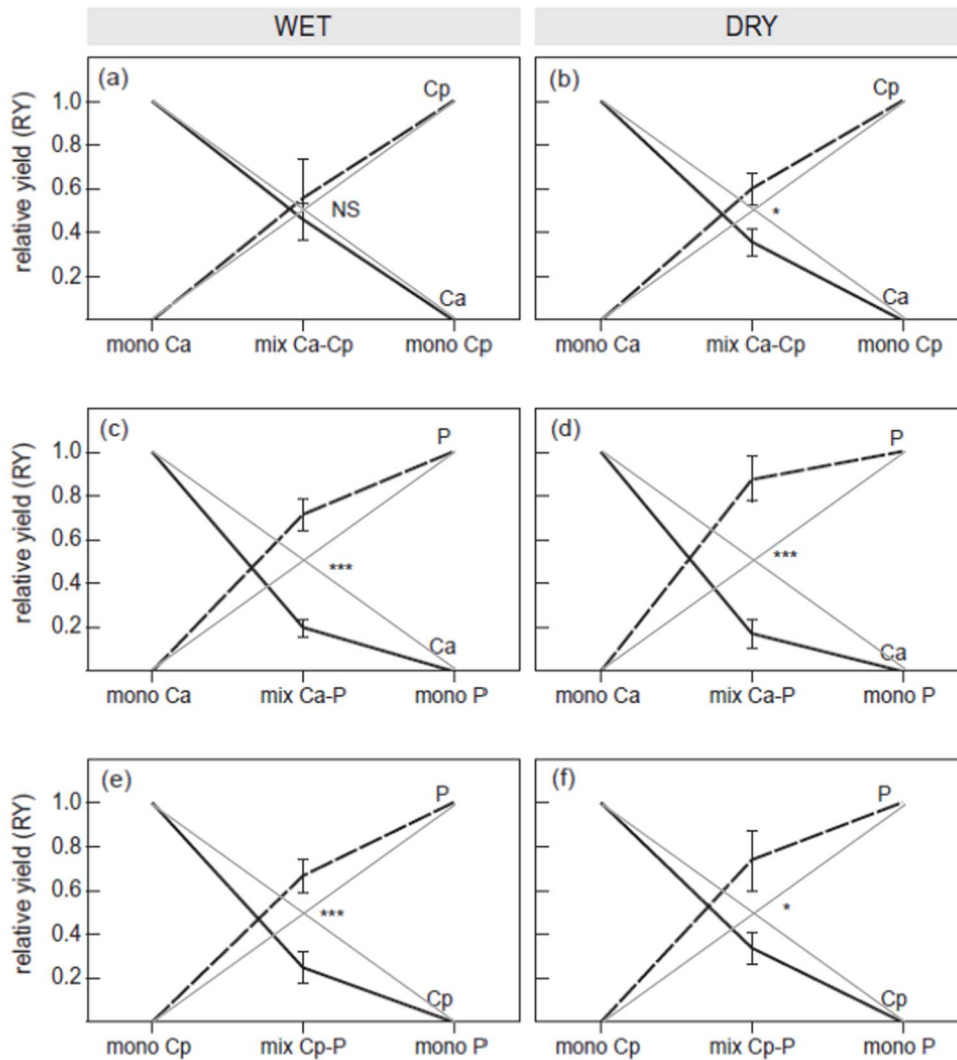 WET
DRY
(a)
relative yield (RY)
1.0
0.8
0.6
0.4
0.2
Cp
NS
Ca
mono Ca
mix Ca-Cp
mono Cp
(b)
Cp
*
Ca
mono Ca
mix Ca-Cp
mono Cp
(c)
relative yield (RY)
1.0
0.8
0.6
0.4
0.2
P
***
Ca
mono Ca
mix Ca-P
mono P
(d)
P
***
Ca
mono Ca
mix Ca-P
mono P
(e)
relative yield (RY)
1.0
0.8
0.6
0.4
0.2
P
***
Cp
mono Cp
mix Cp-P
mono P
(f)
P
*
Cp
mono Cp
mix Cp-P
mono P